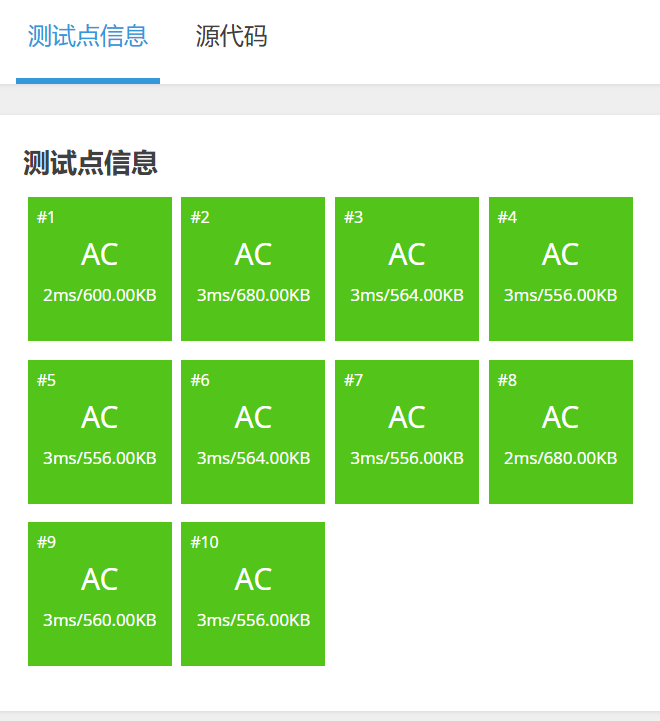 测试点信息 源代码
测试点信息
#1 #2 #3 #4
AC AC AC AC
2ms/600.00KB 3ms/680.00KB 3ms/564.00KB 3ms/556.00KB
#5 #6 #7 #8
AC AC AC AC
3ms/556.00KB 3ms/564.00KB 3ms/556.00KB 2ms/680.00KB
#9 #10
AC AC
3ms/560.00KB 3ms/556.00KB